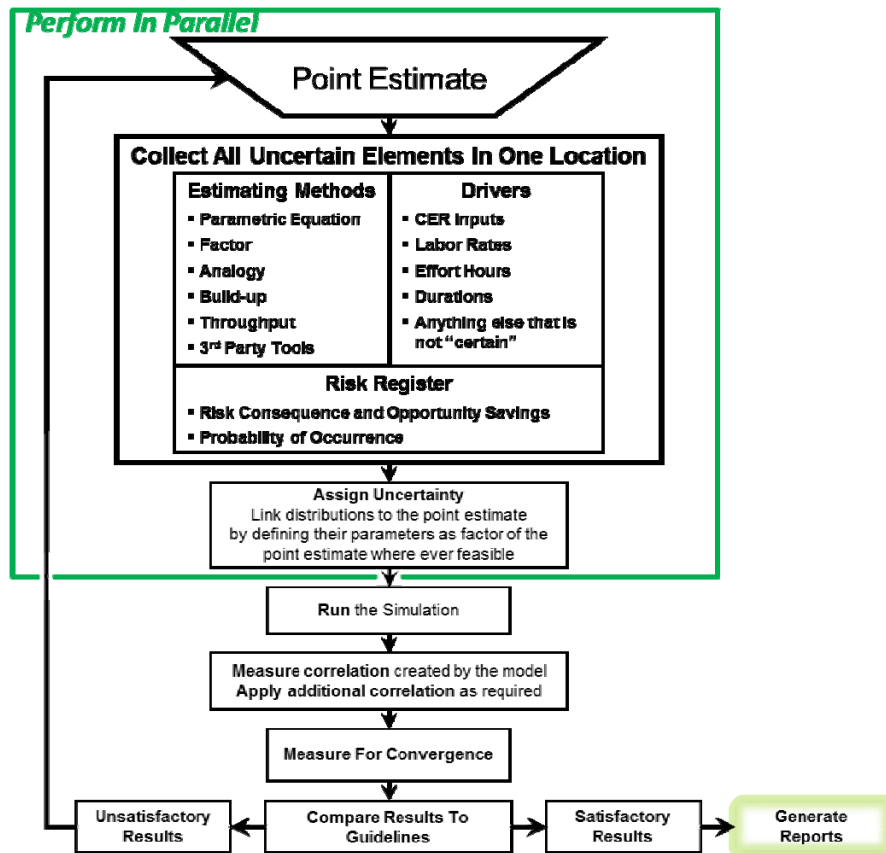 Perform In Parallel
Point Estimate
Collect All Uncertain Elements In One Location
Estimating Methods
▪ Parametric Equation
▪ Factor
▪ Analogy
▪ Build-up
▪ Throughput
▪ 3rd Party Tools
Drivers
▪ CER Inputs
▪ Labor Rates
▪ Effort Hours
▪ Durations
▪ Anything else that is
not “certain”
Risk Register
▪ Risk Consequence and Opportunity Savings
▪ Probability of Occurrence
Assign Uncertainty
Link distributions to the point estimate
by defining their parameters as factor of the
point estimate where ever feasible
Run the Simulation
Measure correlation created by the model
Apply additional correlation as required
Measure For Convergence
Unsatisfactory
Results
Compare Results To
Guidelines
Satisfactory
Results
Generate
Reports